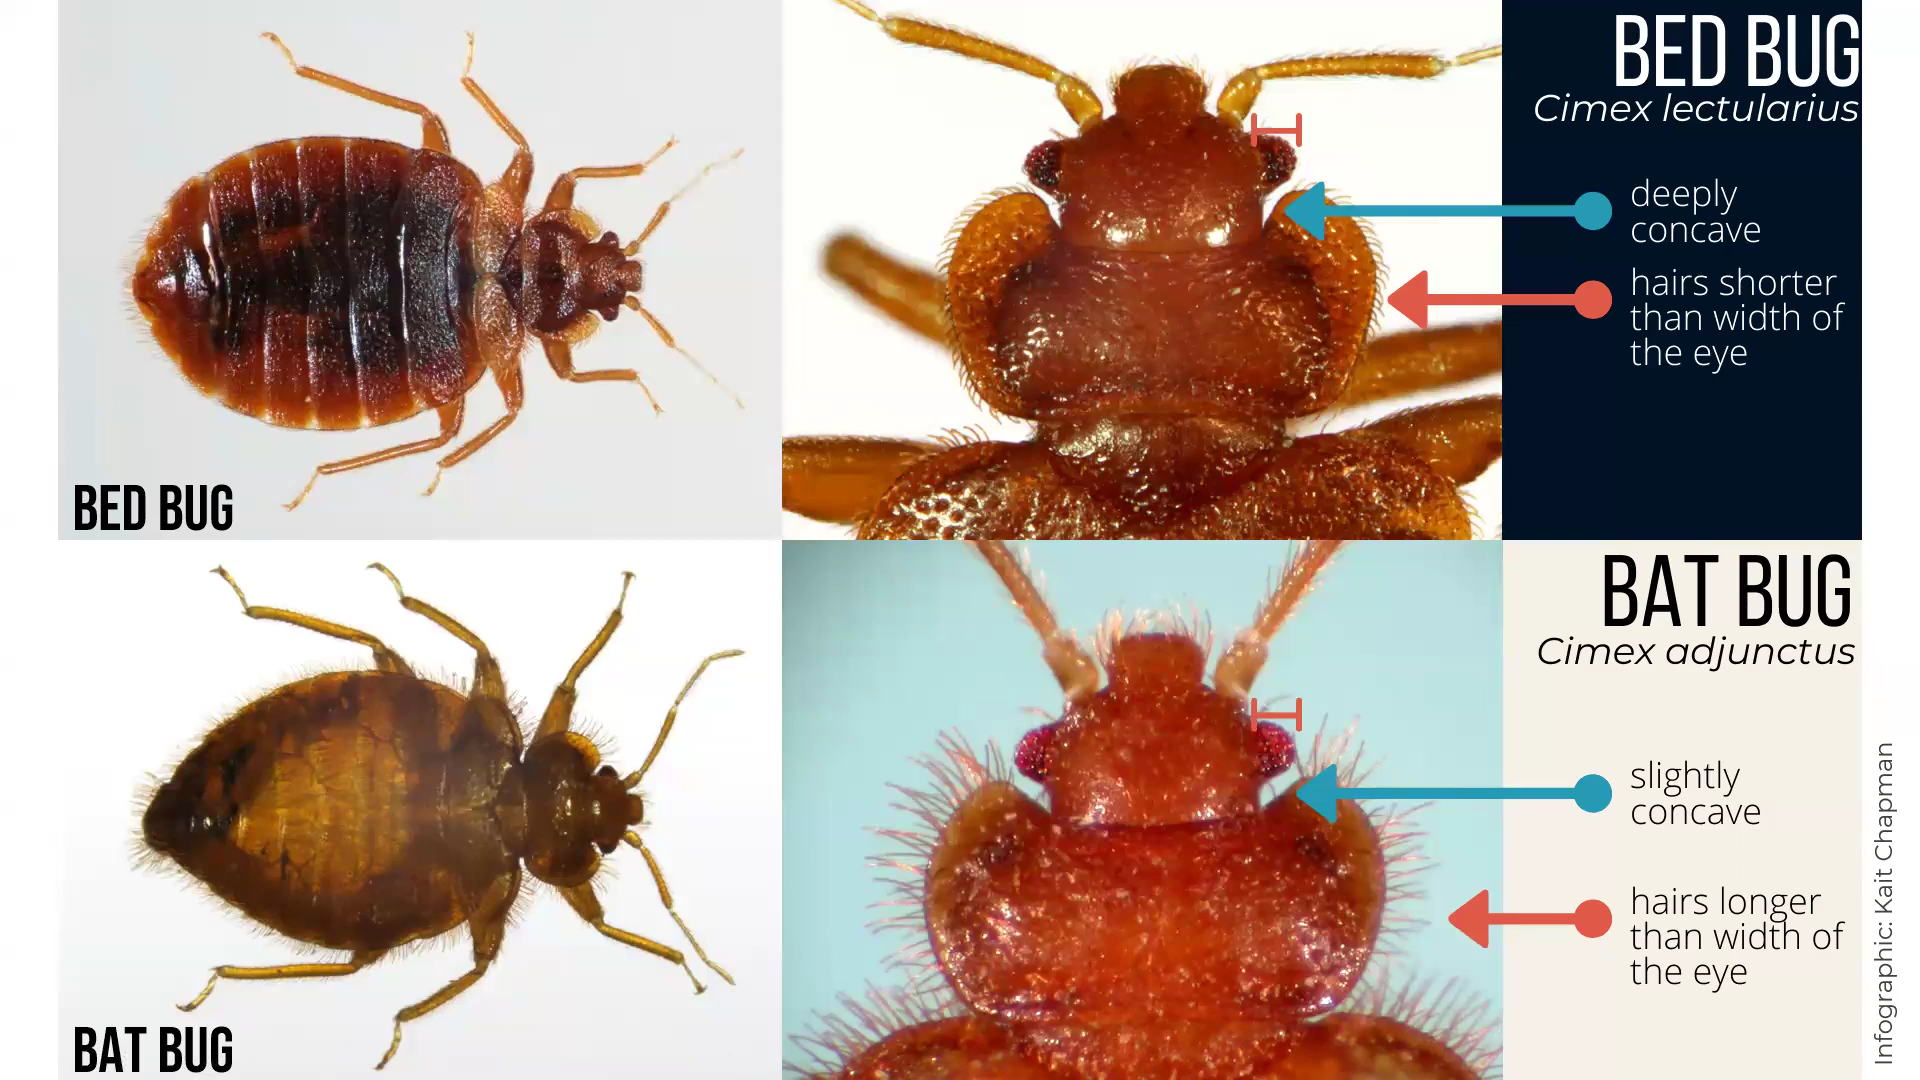 BED BUG
Cimex lectularius
deeply
concave
hairs shorter
than width of
the eye
BED BUG
BAT BUG
Cimex adjunctus
slightly
concave
hairs longer
than width of
the eye
BAT BUG
Infographic: Kait Chapman